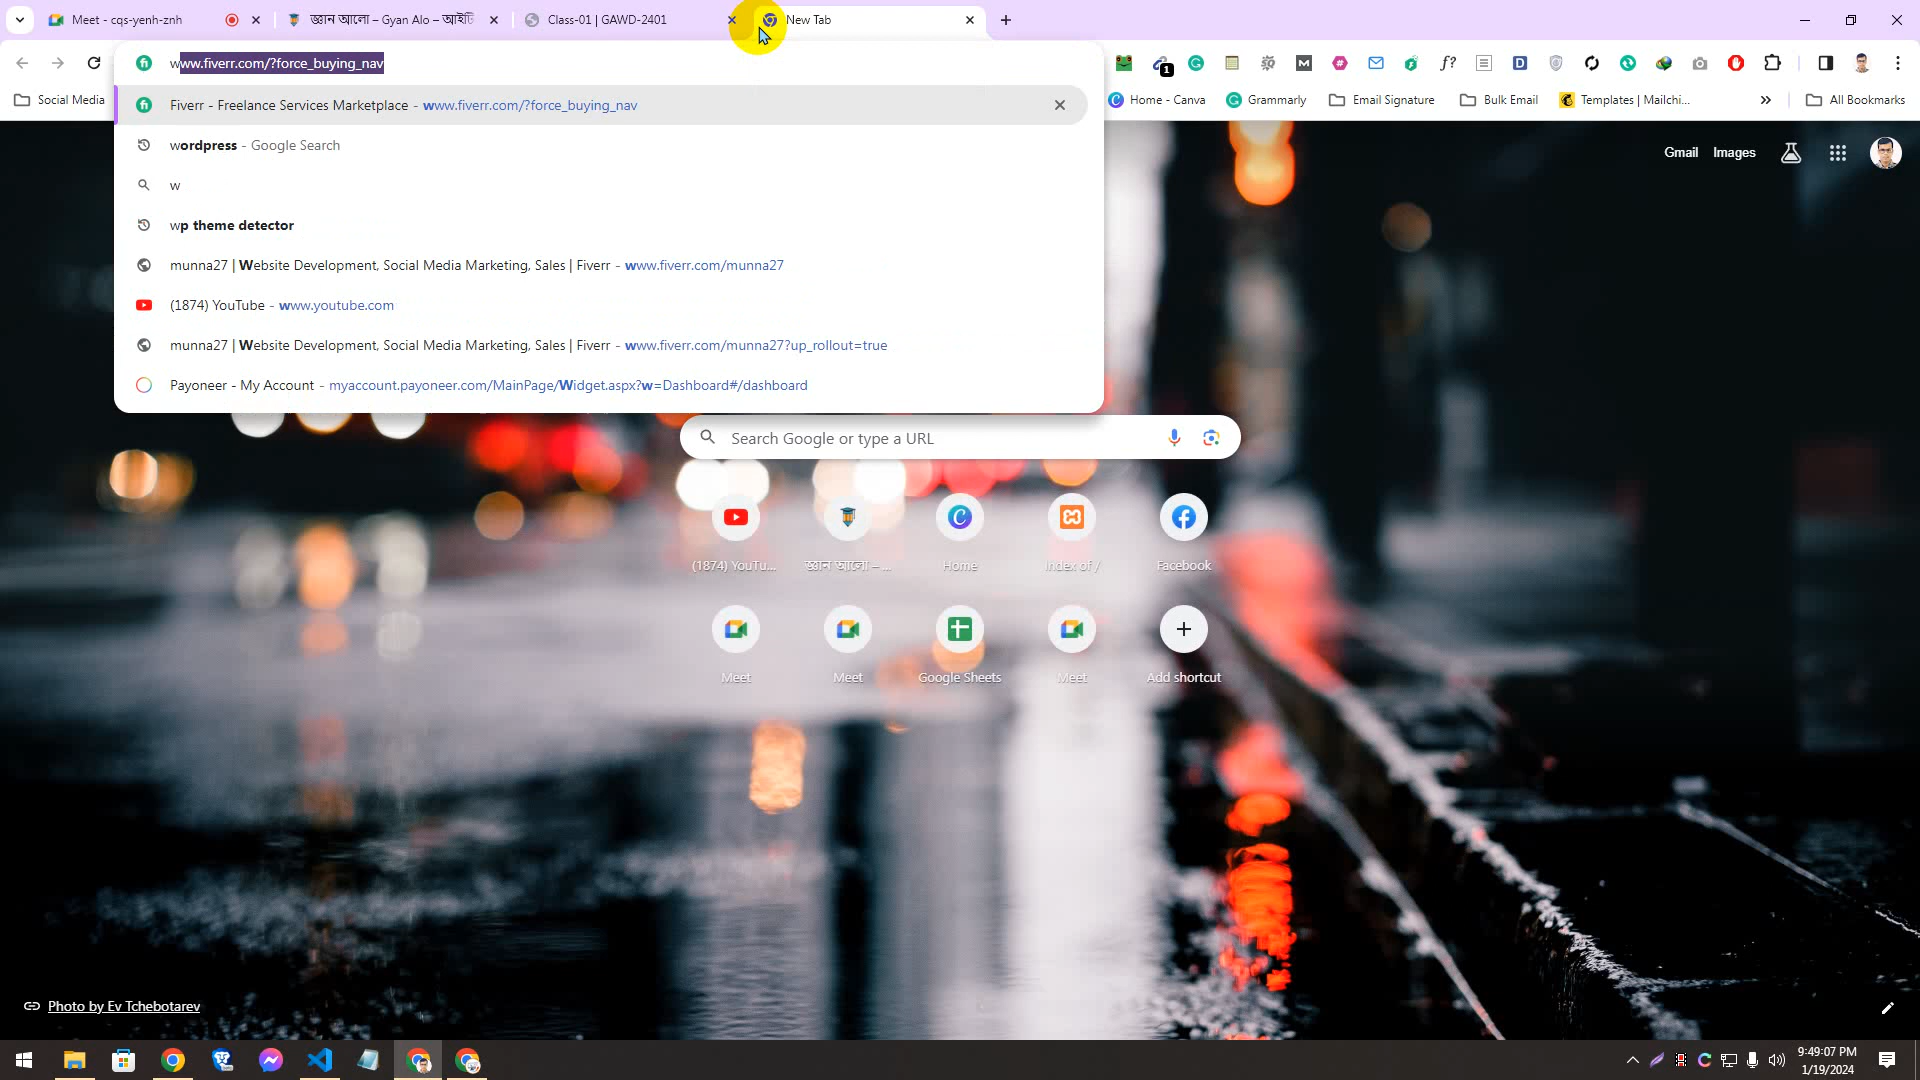 Meet - cqs-yenh-znh
জ্ঞান আলো – Gyan Alo – আইটি
Class-01 | GAWD-2401
New Tab
www.fiverr.com/?force_buying_nav
1
Social Media
Home - Canva
Grammarly
Email Signature
Bulk Email
Templates | Mailchi...
All Bookmarks
Fiverr - Freelance Services Marketplace - www.fiverr.com/?force_buying_nav
wordpress - Google Search
w
wp theme detector
munna27 | Website Development, Social Media Marketing, Sales | Fiverr - www.fiverr.com/munna27
(1874) YouTube - www.youtube.com
munna27 | Website Development, Social Media Marketing, Sales | Fiverr - www.fiverr.com/munna27?up_rollout=true
Payoneer - My Account - myaccount.payoneer.com/MainPage/Widget.aspx?w=Dashboard#/dashboard
Gmail
Images
Search Google or type a URL
(1874) YouTu...
জ্ঞান আলো – ...
Home
Index of /
Facebook
Meet
Meet
Google Sheets
Meet
Add shortcut
Photo by Ev Tchebotarev
9:49:07 PM
1/19/2024